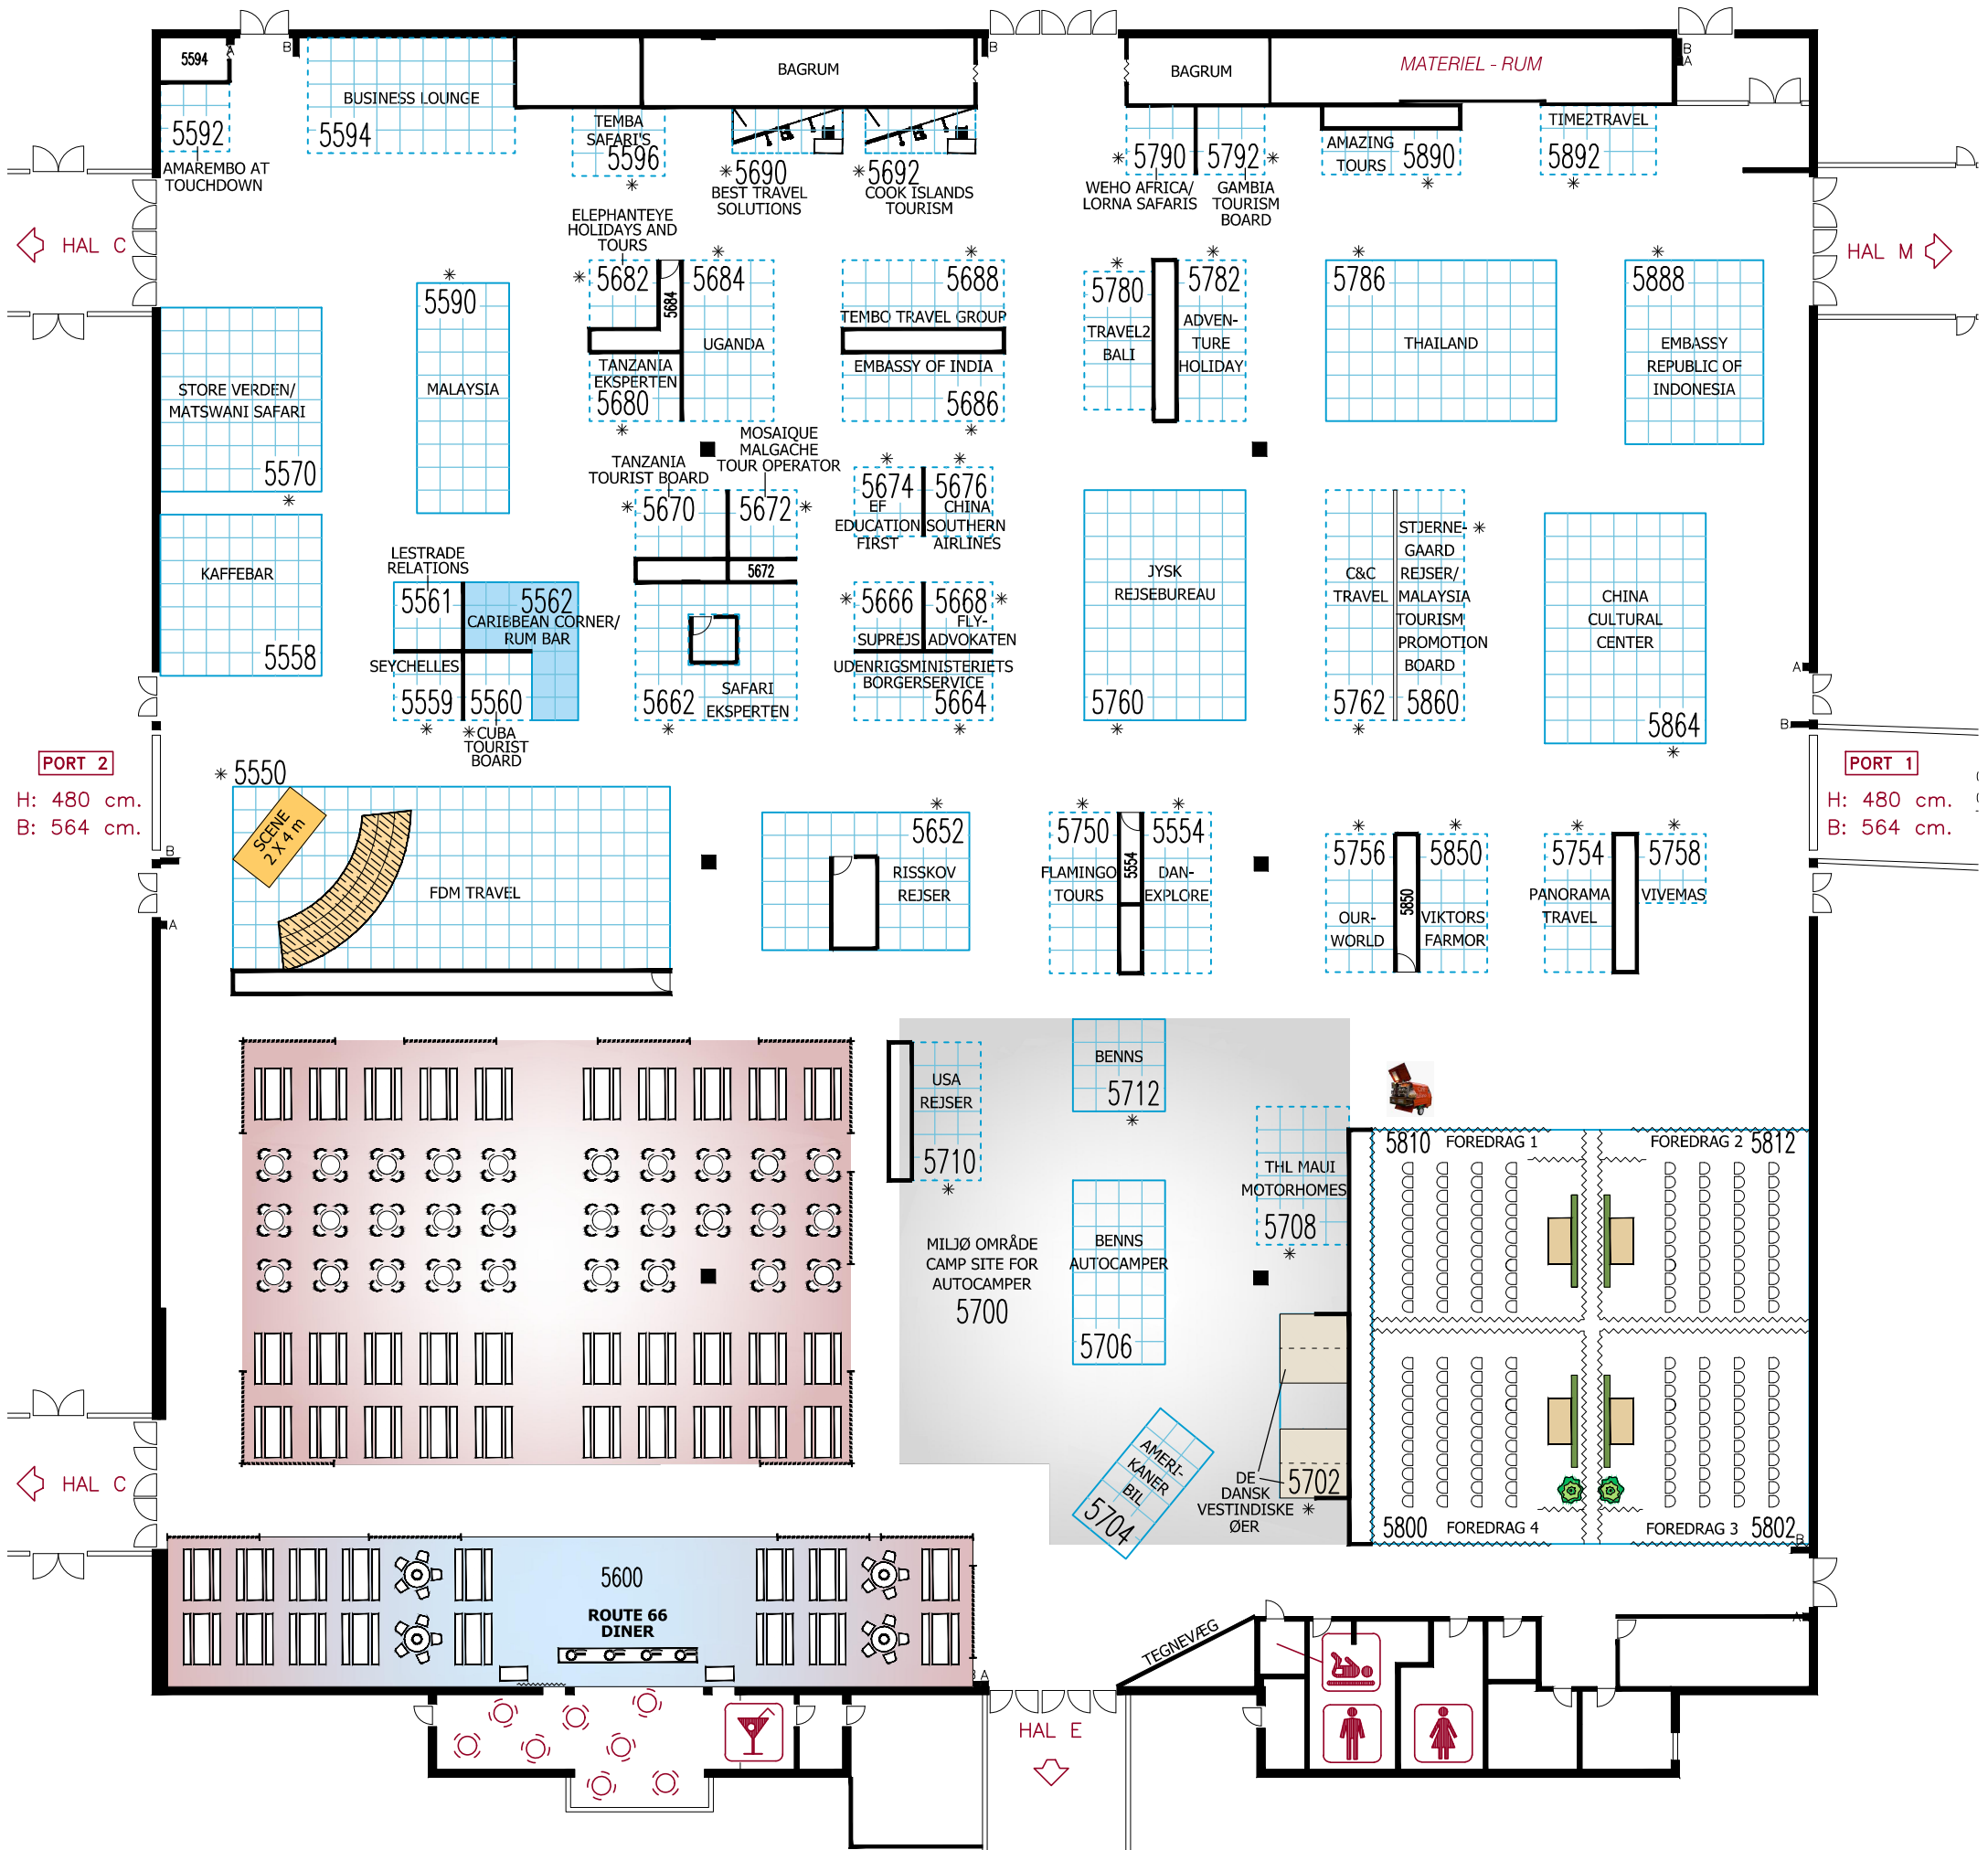 5594
A
B
BUSINESS LOUNGE
5594
5592
AMAREMBO AT
TOUCHDOWN
TEMBA
SAFARI'S
5596
*
BAGRUM
B
*5690
BEST TRAVEL
SOLUTIONS
*5692
COOK ISLANDS
TOURISM
BAGRUM
MATERIEL - RUM
B
A
* 5790
WEHO AFRICA/
LORNA SAFARIS
5792 *
GAMBIA
TOURISM
BOARD
AMAZING
TOURS
5890
*
TIME2TRAVEL
5892
*
HAL C
HAL M
ELEPHANTEYE
HOLIDAYS AND
TOURS
* 5682
5684
*
5684
UGANDA
TANZANIA
EKSPERTEN
5680
*
*
5590
MALAYSIA
*
5688
TEMBO TRAVEL GROUP
EMBASSY OF INDIA
5686
*
5780
TRAVEL2
BALI
*
5782
ADVEN-
TURE
HOLIDAY
*
5786
THAILAND
*
5888
EMBASSY
REPUBLIC OF
INDONESIA
STORE VERDEN/
MATSWANI SAFARI
5570
*
KAFFEBAR
5558
TANZANIA
TOURIST BOARD
* 5670
MOSAIQUE
MALGACHE
TOUR OPERATOR
5672 *
5672
*
5674
EF
EDUCATION
FIRST
*
5676
CHINA
SOUTHERN
AIRLINES
LESTRADE
RELATIONS
5561
5562
CARIBBEAN CORNER/
RUM BAR
SEYCHELLES
5559
*
5560
* CUBA
TOURIST
BOARD
SAFARI
EKSPERTEN
5662
*
* 5666
SUPREJS
5668 *
FLY-
ADVOKATEN
UDENRIGSMINISTERIETS
BORGERSERVICE
5664
*
JYSK
REJSEBUREAU
5760
*
C&C
TRAVEL
5762
*
STJERNE- *
GAARD
REJSER/
MALAYSIA
TOURISM
PROMOTION
BOARD
5860
CHINA
CULTURAL
CENTER
5864
*
A
B
PORT 2
H: 480 cm.
B: 564 cm.
B
A
PORT 1
H: 480 cm.
B: 564 cm.
* 5550
SCENE
2 X 4 m
FDM TRAVEL
*
5652
RISSKOV
REJSER
*
5750
FLAMINGO
TOURS
5554
*
5554
DAN-
EXPLORE
*
5756
OUR-
WORLD
5850
*
5850
VIKTORS
FARMOR
*
5754
PANORAMA
TRAVEL
*
5758
VIVEMAS
USA
REJSER
5710
*
BENNS
5712
*
THL MAUI
MOTORHOMES
5708
*
MILJØ OMRÅDE
CAMP SITE FOR
AUTOCAMPER
5700
BENNS
AUTOCAMPER
5706
AMERI-
KANER
BIL
5704
DE
DANSK
VESTINDISKE *
ØER
5702
5810 FOREDRAG 1
FOREDRAG 2 5812
5800 FOREDRAG 4
FOREDRAG 3 5802
B
A
HAL C
5600
ROUTE 66
DINER
B A
TEGNEVÆG
HAL E